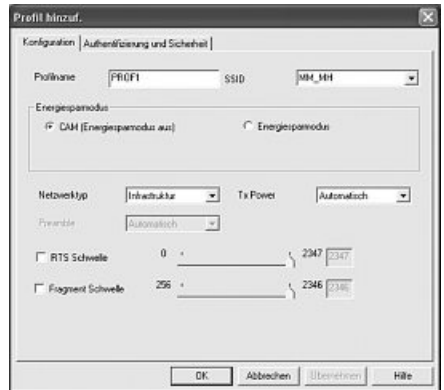 Profil hinzuf.
Konfiguration Authentifizierung und Sicherheit
Profilname PROF1 SSID MM_MH
Energiesparmodus
CAM (Energiesparmodus aus) Energiesparmodus
Netzwerktyp Infrastruktur Tx Power Automatisch
Preamble Automatisch
RTS Schwelle 0 2347 2347
Fragment Schwelle 256 2346 2346
OK Abbrechen Übernehmen Hilfe